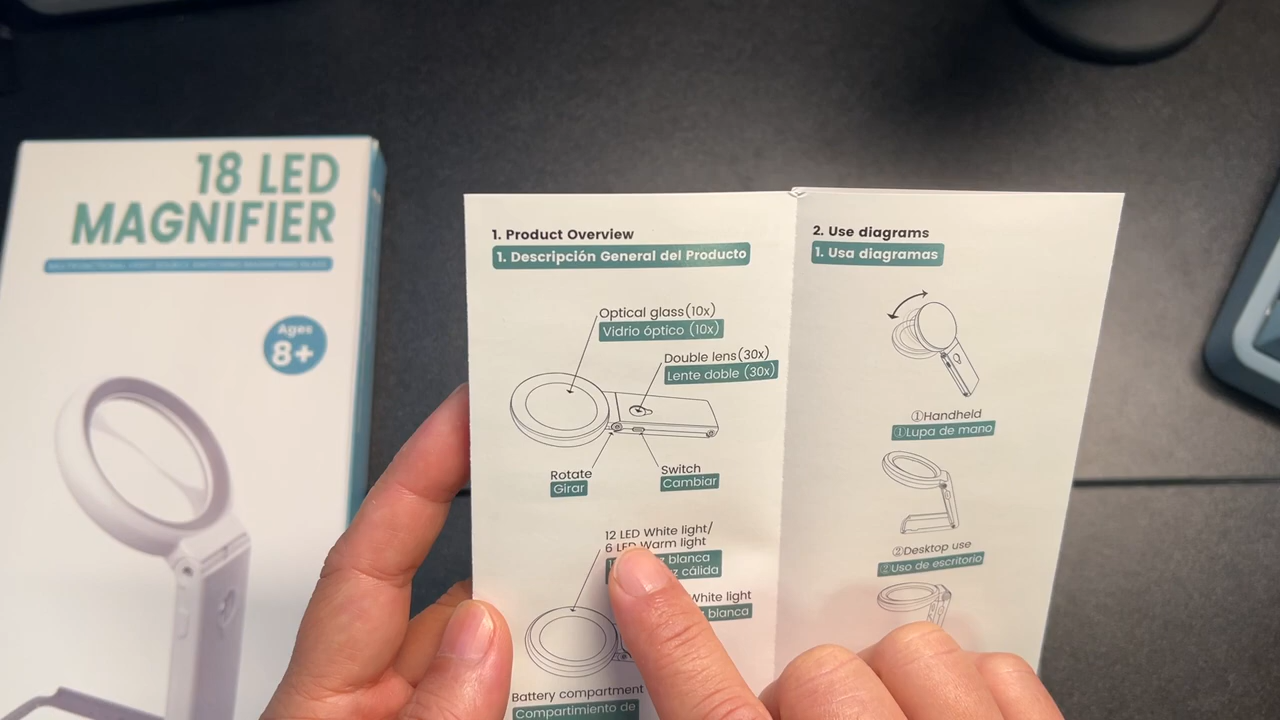 18 LED
MAGNIFIER
Ages
8+
1. Product Overview
1. Descripción General del Producto
Optical glass(10x)
Vidrio óptico (10x)
Double lens(30x)
Lente doble (30x)
Rotate
Girar
Switch
Cambiar
12 LED White light/
6 LED Warm light
blanca
cálida
White light
blanca
Battery compartment
Compartimiento de
2. Use diagrams
1. Usa diagramas
①Handheld
①Lupa de mano
②Desktop use
②Uso de escritorio